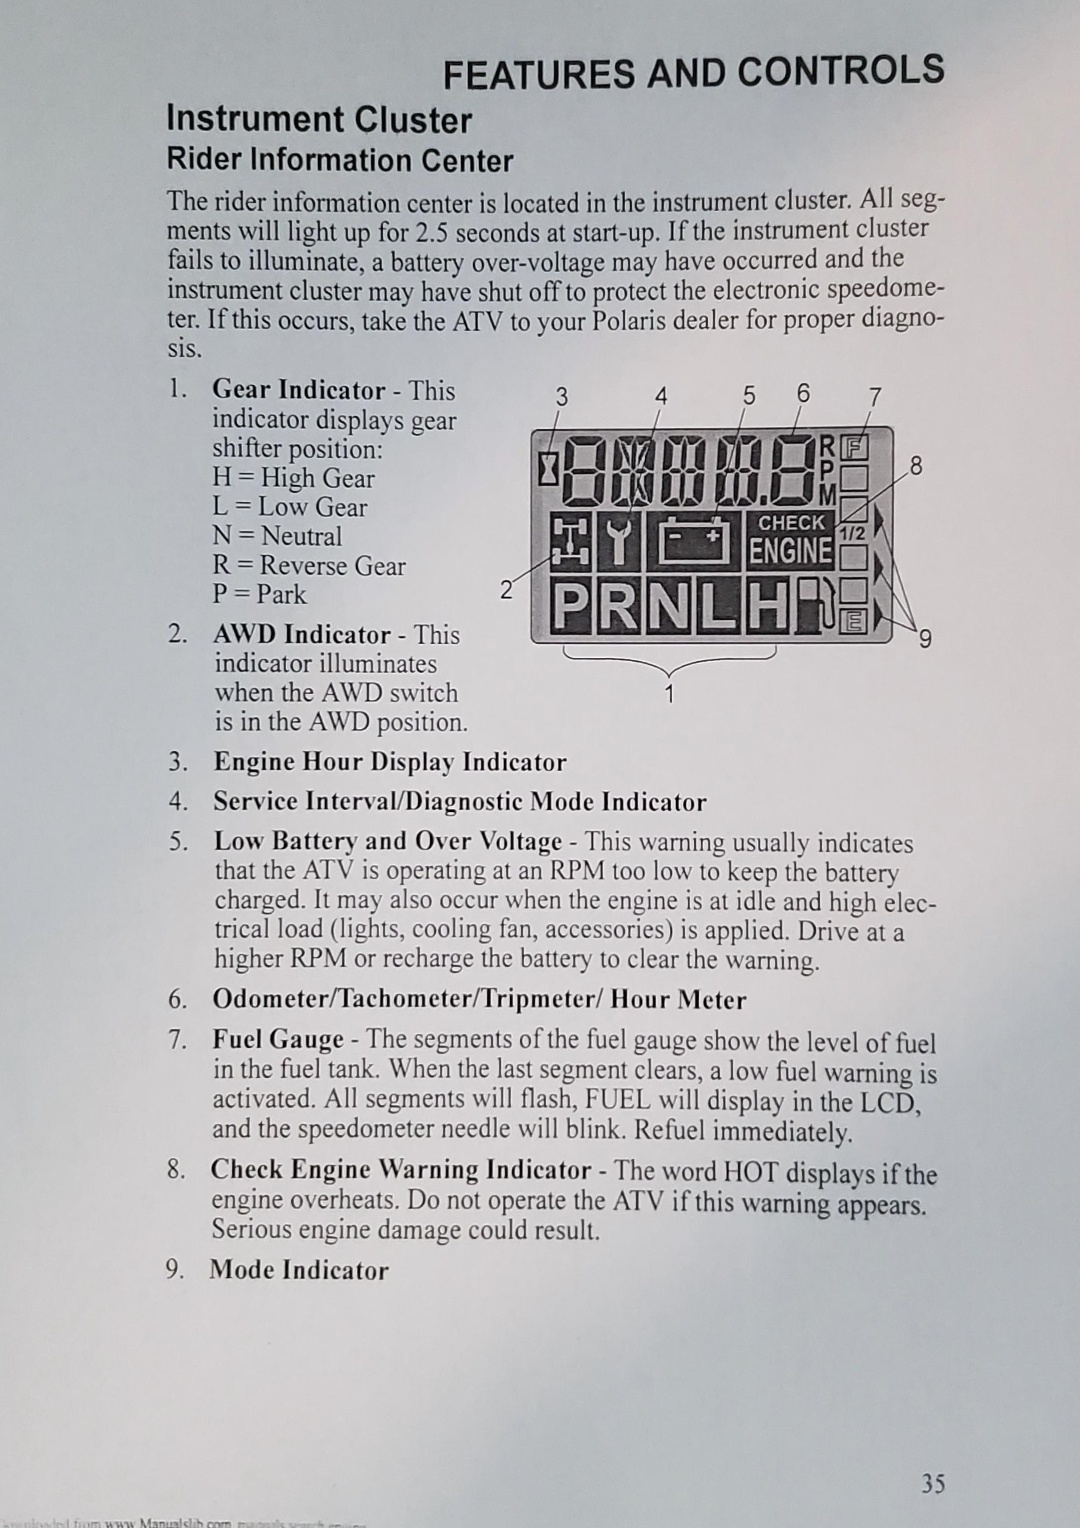 FEATURES AND CONTROLS
Instrument Cluster
Rider Information Center
The rider information center is located in the instrument cluster. All seg-
ments will light up for 2.5 seconds at start-up. If the instrument cluster
fails to illuminate, a battery over-voltage may have occurred and the
instrument cluster may have shut off to protect the electronic speedome-
ter. If this occurs, take the ATV to your Polaris dealer for proper diagno-
sis.
1. Gear Indicator - This
indicator displays gear
shifter position:
H = High Gear
L = Low Gear
N = Neutral
R = Reverse Gear
P = Park
2. AWD Indicator - This
indicator illuminates
when the AWD switch
is in the AWD position.
3 4 5 6 7
8
RPM
F
CHECK
ENGINE
1/2
2
PRNLH
E
9
1
3. Engine Hour Display Indicator
4. Service Interval/Diagnostic Mode Indicator
5. Low Battery and Over Voltage - This warning usually indicates
that the ATV is operating at an RPM too low to keep the battery
charged. It may also occur when the engine is at idle and high elec-
trical load (lights, cooling fan, accessories) is applied. Drive at a
higher RPM or recharge the battery to clear the warning.
6. Odometer/Tachometer/Tripmeter/ Hour Meter
7. Fuel Gauge - The segments of the fuel gauge show the level of fuel
in the fuel tank. When the last segment clears, a low fuel warning is
activated. All segments will flash, FUEL will display in the LCD,
and the speedometer needle will blink. Refuel immediately.
8. Check Engine Warning Indicator - The word HOT displays if the
engine overheats. Do not operate the ATV if this warning appears.
Serious engine damage could result.
9. Mode Indicator
35
from www.Manualslib.com